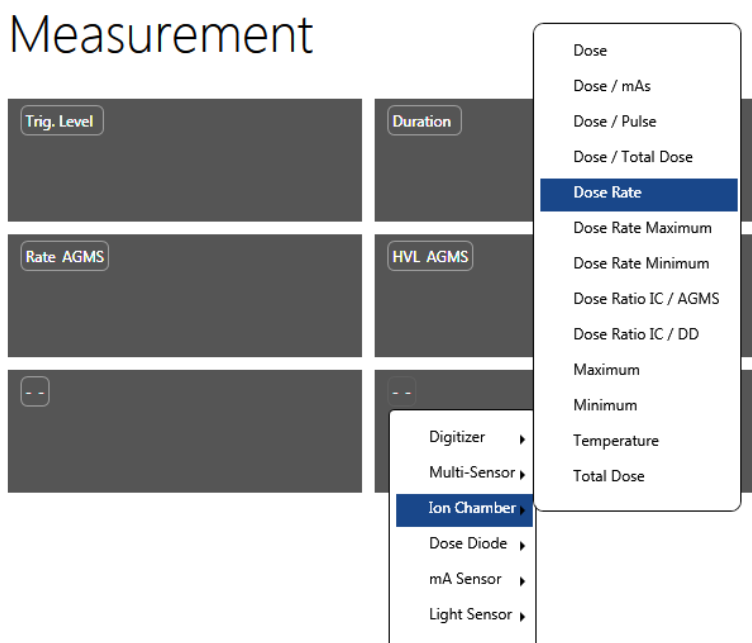 Measurement
Trig. Level
Duration
Rate AGMS
HVL AGMS
- -
- -
Digitizer
Multi-Sensor
Ion Chamber
Dose Diode
mA Sensor
Light Sensor
Dose
Dose / mAs
Dose / Pulse
Dose / Total Dose
Dose Rate
Dose Rate Maximum
Dose Rate Minimum
Dose Ratio IC / AGMS
Dose Ratio IC / DD
Maximum
Minimum
Temperature
Total Dose